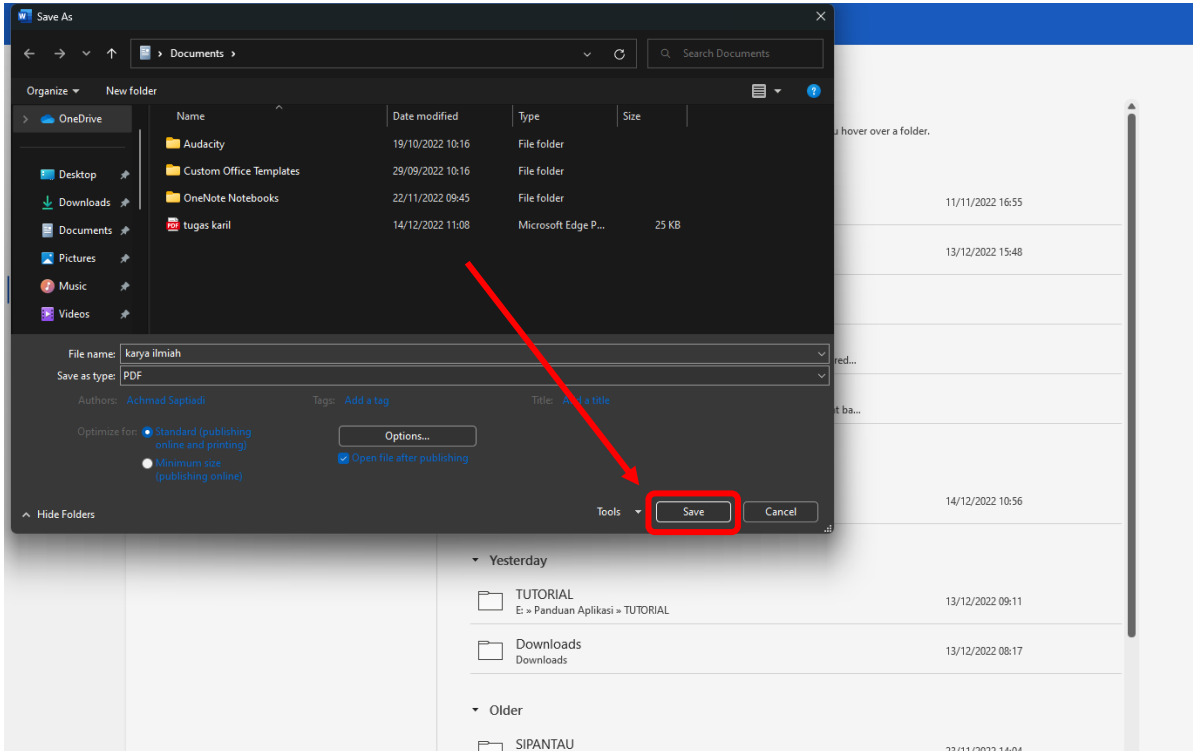 Save As
Documents
Search Documents
Organize
New folder
OneDrive
Desktop
Downloads
Documents
Pictures
Music
Videos
Name Date modified Type Size
Audacity 19/10/2022 10:16 File folder
Custom Office Templates 29/09/2022 10:16 File folder
OneNote Notebooks 22/11/2022 09:45 File folder
tugas karil 14/12/2022 11:08 Microsoft Edge P... 25 KB
File name: karya ilmiah
Save as type: PDF
Authors: Achmad Saptiadi Tags: Add a tag Title: Add a title
Optimize for: Standard (publishing
online and printing)
Minimum size
(publishing online)
Options...
Open file after publishing
Hide Folders
Tools Save Cancel
hover over a folder.
11/11/2022 16:55
13/12/2022 15:48
red...
ba...
14/12/2022 10:56
Yesterday
TUTORIAL
E: » Panduan Aplikasi » TUTORIAL
13/12/2022 09:11
Downloads
Downloads
13/12/2022 08:17
Older
SIPANTAU
23/11/2022 14:04